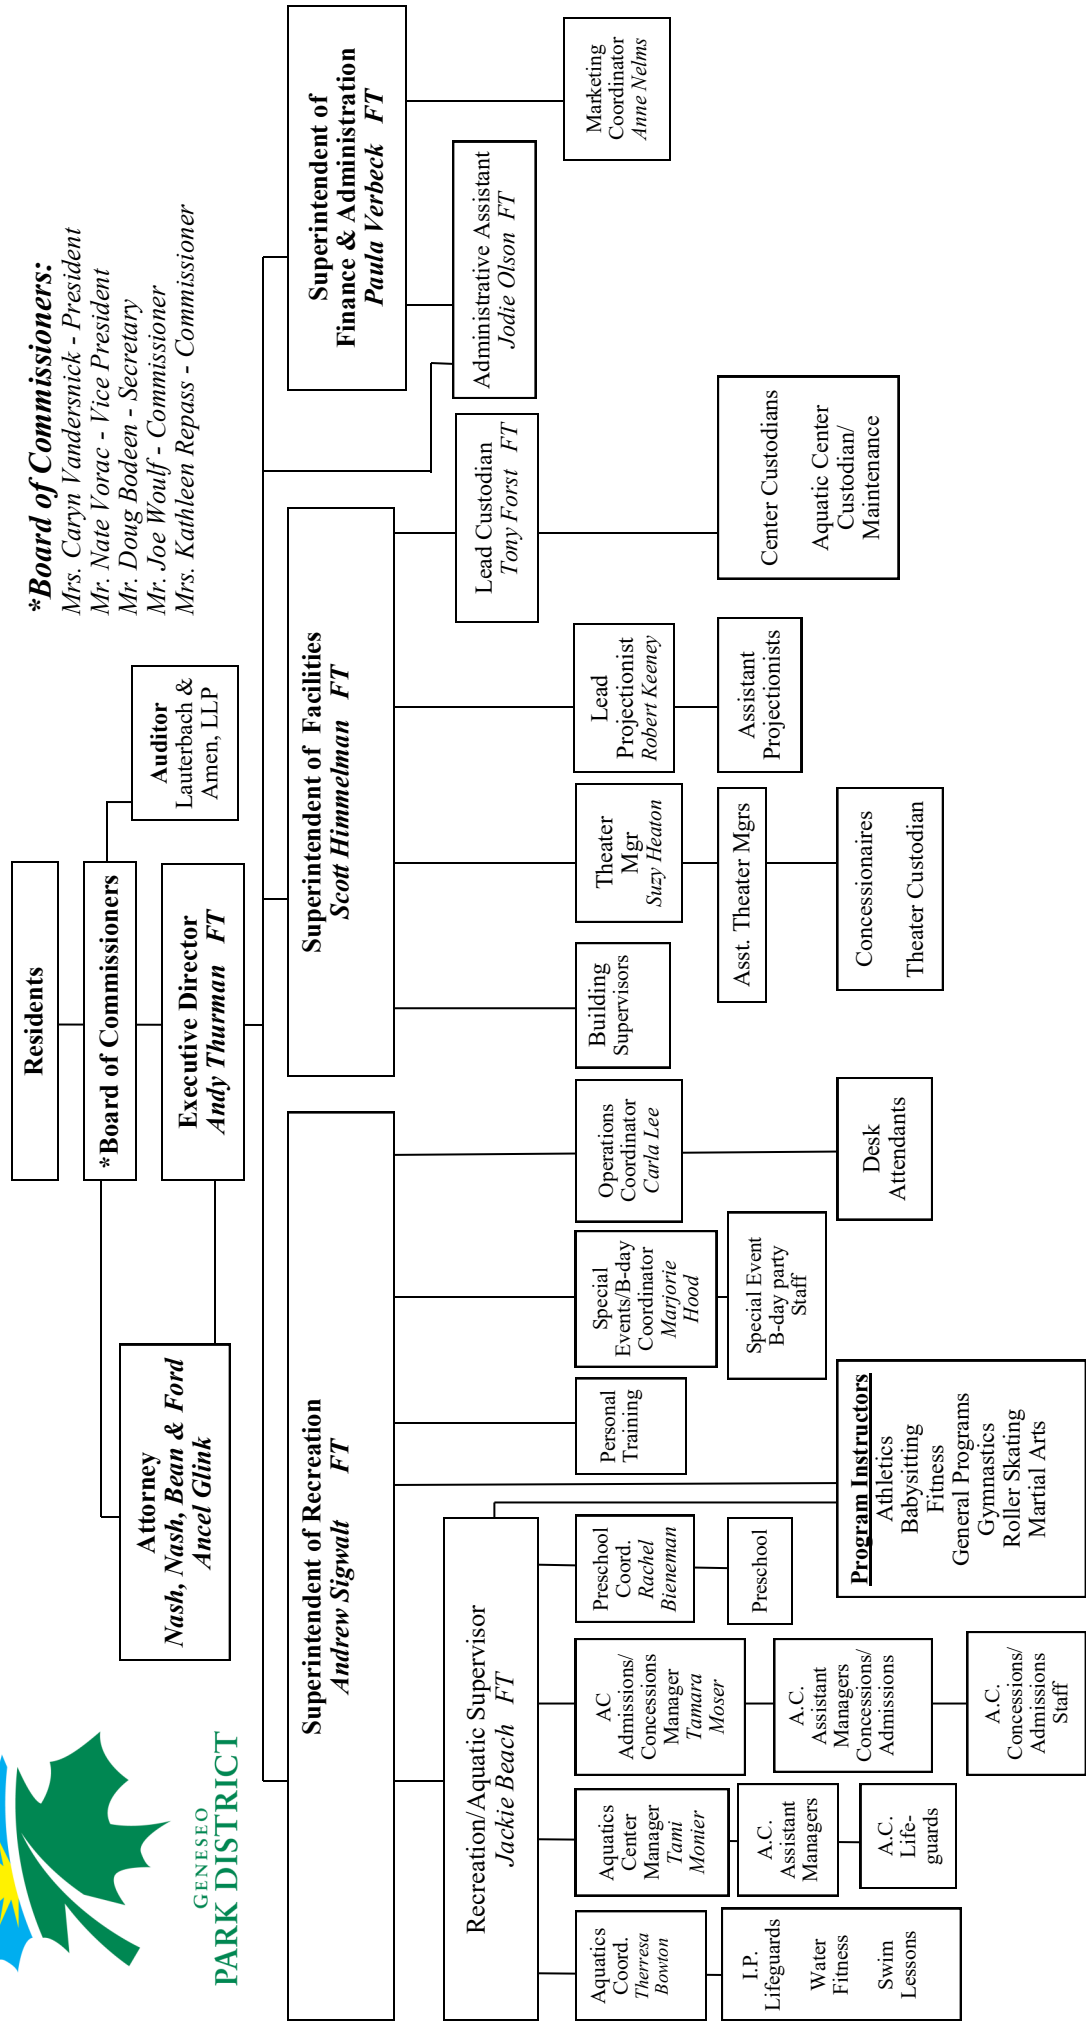 GENESEO
PARK DISTRICT
Residents
*Board of Commissioners
Executive Director
Andy Thurman FT
Attorney
Nash, Nash, Bean & Ford
Ancel Glink
Auditor
Lauterbach &
Amen, LLP
*Board of Commissioners:
Mrs. Caryn Vandersnick - President
Mr. Nate Vorac - Vice President
Mr. Doug Bodeen - Secretary
Mr. Joe Woulf - Commissioner
Mrs. Kathleen Repass - Commissioner
Superintendent of Recreation
Andrew Sigwalt FT
Superintendent of Facilities
Scott Himmelman FT
Superintendent of
Finance & Administration
Paula Verbeck FT
Recreation/Aquatic Supervisor
Jackie Beach FT
Lead Custodian
Tony Forst FT
Administrative Assistant
Jodie Olson FT
Marketing
Coordinator
Anne Nelms
Aquatics
Coord.
Therresa
Bowton
Aquatics
Center
Manager
Tami
Monier
AC
Admissions/
Concessions
Manager
Tamara
Moser
Preschool
Coord.
Rachel
Bieneman
Personal
Training
Special
Events/B-day
Coordinator
Marjorie
Hood
Operations
Coordinator
Carla Lee
Building
Supervisors
Theater
Mgr
Suzy Heaton
Lead
Projectionist
Robert Keeney
I.P.
Lifeguards
Water
Fitness
Swim
Lessons
A.C.
Assistant
Managers
A.C.
Life-
guards
A.C.
Assistant
Managers
Concessions/
Admissions
A.C.
Concessions/
Admissions
Staff
Preschool
Program Instructors
Athletics
Babysitting
Fitness
General Programs
Gymnastics
Roller Skating
Martial Arts
Special Event
B-day party
Staff
Desk
Attendants
Asst. Theater Mgrs
Concessionaires
Theater Custodian
Assistant
Projectionists
Center Custodians
Aquatic Center
Custodian/
Maintenance